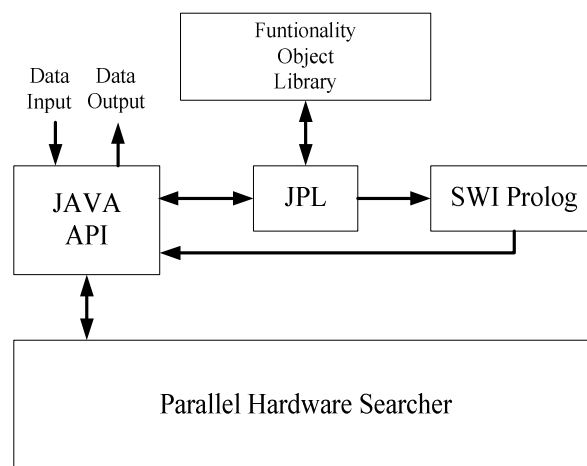 Funtionality
Object
Library
Data
Input
Data
Output
JAVA
API
JPL
SWI Prolog
Parallel Hardware Searcher